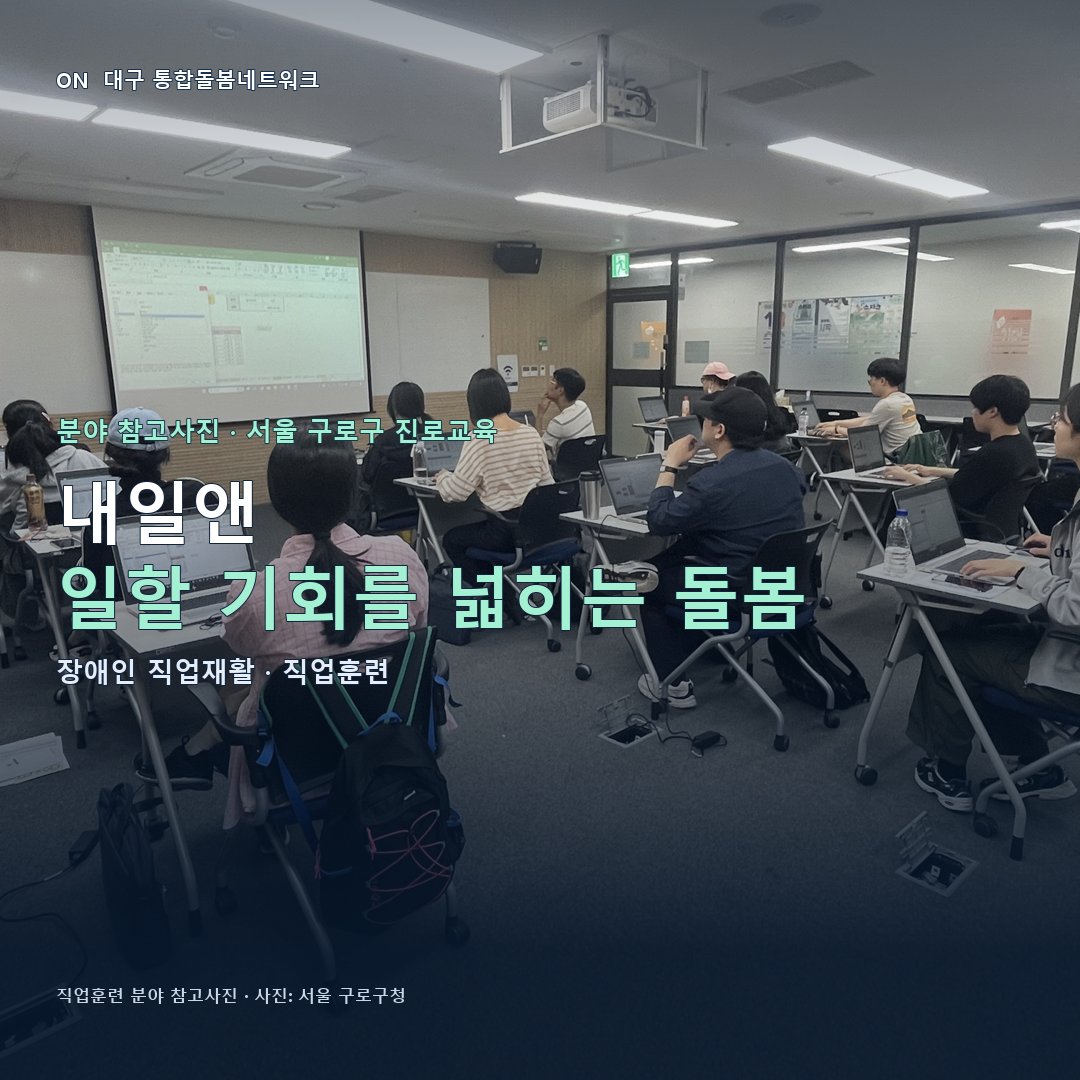 ON 대구 통합돌봄네트워크
분야 참고사진 · 서울 구로구 진로교육
내일앤
일할 기회를 넓히는 돌봄
장애인 직업재활 · 직업훈련
직업훈련 분야 참고사진 · 사진: 서울 구로구청